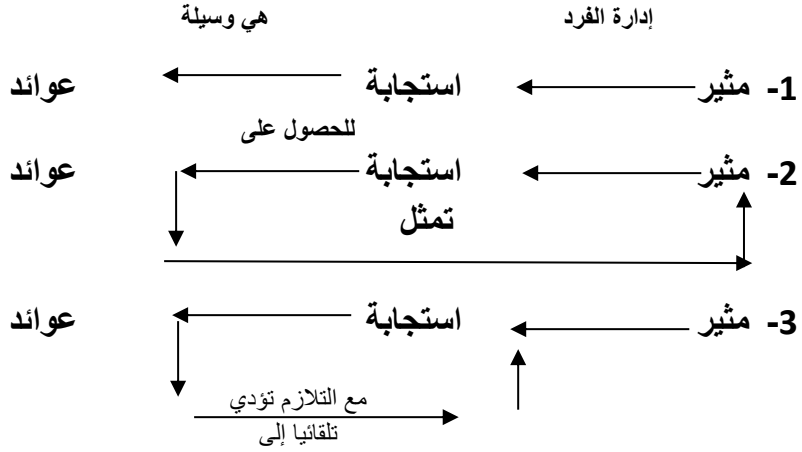 إدارة الفرد هي وسيلة
1- مثير استجابة عوائد
للحصول على
2- مثير استجابة عوائد
تمثل
3- مثير استجابة عوائد
مع التلازم تؤدي
تلقائيا إلى